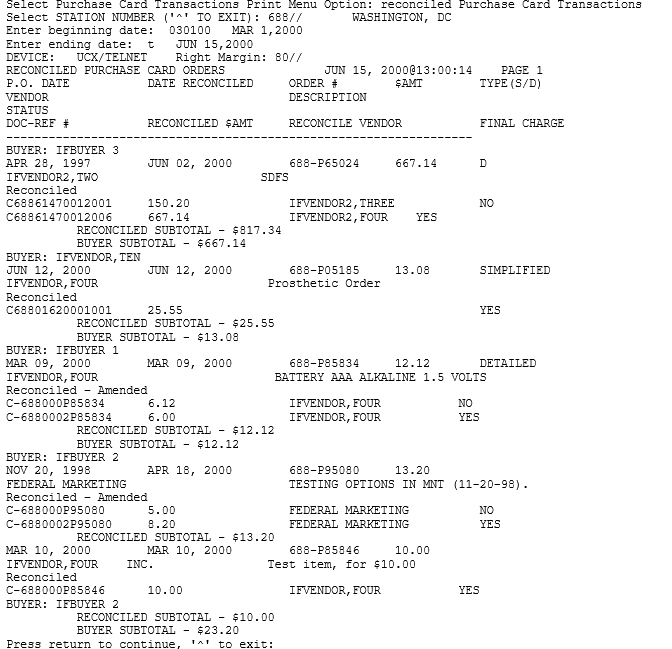 Select Purchase Card Transactions Print Menu Option: reconciled Purchase Card Transactions
Select STATION NUMBER ('^' TO EXIT): 688// WASHINGTON, DC
Enter beginning date: 030100 MAR 1,2000
Enter ending date: t JUN 15,2000
DEVICE: UCX/TELNET Right Margin: 80//
RECONCILED PURCHASE CARD ORDERS JUN 15, 2000@13:00:14 PAGE 1
P.O. DATE DATE RECONCILED ORDER # $AMT TYPE(S/D)
VENDOR DESCRIPTION
STATUS
DOC-REF # RECONCILED $AMT RECONCILE VENDOR FINAL CHARGE
------------------------------------------------------------------
BUYER: IFBUYER 3
APR 28, 1997 JUN 02, 2000 688-P65024 667.14 D
IFVENDOR2,TWO SDFS
Reconciled
C68861470012001 150.20 IFVENDOR2,THREE NO
C68861470012006 667.14 IFVENDOR2,FOUR YES
RECONCILED SUBTOTAL - $817.34
BUYER SUBTOTAL - $667.14
BUYER: IFVENDOR,TEN
JUN 12, 2000 JUN 12, 2000 688-P05185 13.08 SIMPLIFIED
IFVENDOR,FOUR Prosthetic Order
Reconciled
C68801620001001 25.55 YES
RECONCILED SUBTOTAL - $25.55
BUYER SUBTOTAL - $13.08
BUYER: IFBUYER 1
MAR 09, 2000 MAR 09, 2000 688-P85834 12.12 DETAILED
IFVENDOR,FOUR BATTERY AAA ALKALINE 1.5 VOLTS
Reconciled - Amended
C-688000P85834 6.12 IFVENDOR,FOUR NO
C-6880002P85834 6.00 IFVENDOR,FOUR YES
RECONCILED SUBTOTAL - $12.12
BUYER SUBTOTAL - $12.12
BUYER: IFBUYER 2
NOV 20, 1998 APR 18, 2000 688-P95080 13.20
FEDERAL MARKETING TESTING OPTIONS IN MNT (11-20-98).
Reconciled - Amended
C-688000P95080 5.00 FEDERAL MARKETING NO
C-6880002P95080 8.20 FEDERAL MARKETING YES
RECONCILED SUBTOTAL - $13.20
MAR 10, 2000 MAR 10, 2000 688-P85846 10.00
IFVENDOR,FOUR INC. Test item, for $10.00
Reconciled
C-688000P85846 10.00 IFVENDOR,FOUR YES
BUYER: IFBUYER 2
RECONCILED SUBTOTAL - $10.00
BUYER SUBTOTAL - $23.20
Press return to continue, '^' to exit: